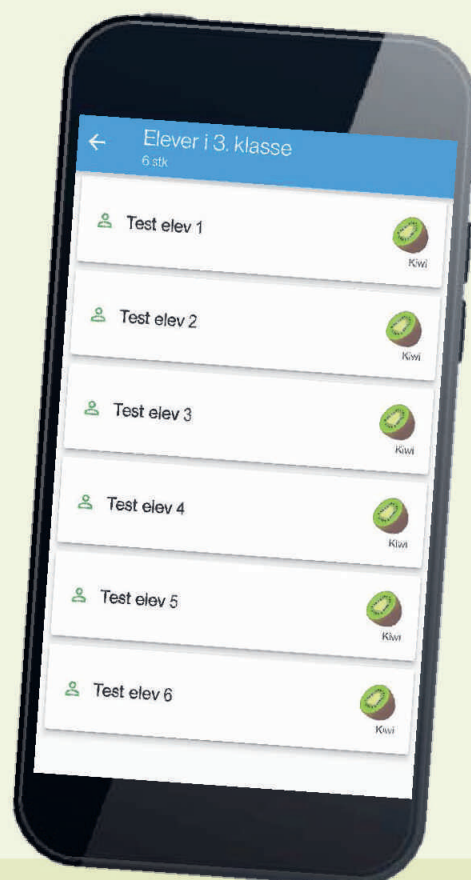 Elever i 3. klasse
6 stk
Test elev 1
Kiwi
Test elev 2
Kiwi
Test elev 3
Kiwi
Test elev 4
Kiwi
Test elev 5
Kiwi
Test elev 6
Kiwi